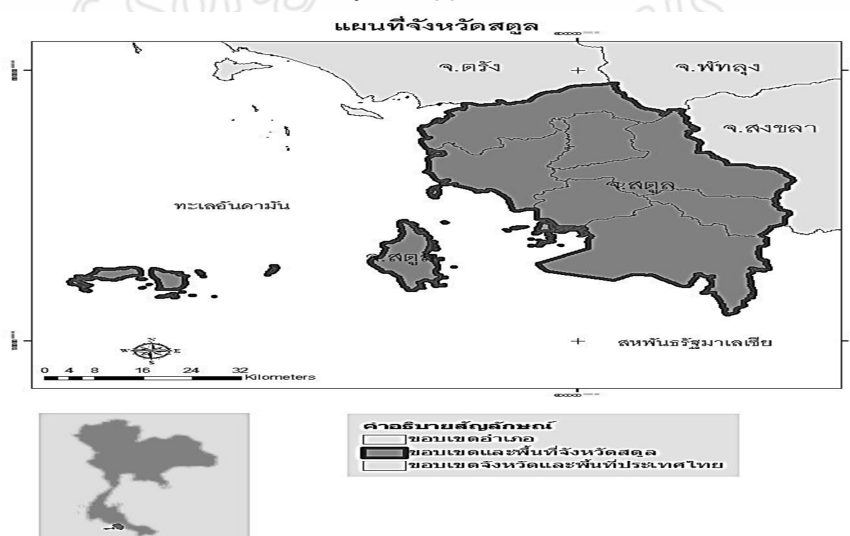 แผนที่จังหวัดสตูล
จ.ตรัง
จ.พัทลุง
จ.สงขลา
จ.สตูล
ทะเลอันดามัน
จ.สตูล
สหพันธรัฐมาเลเซีย
N
W E
S
0 4 8 16 24 32
Kilometers
คำอธิบายสัญลักษณ์
ขอบเขตอำเภอ
ขอบเขตและพื้นที่จังหวัดสตูล
ขอบเขตจังหวัดและพื้นที่ประเทศไทย